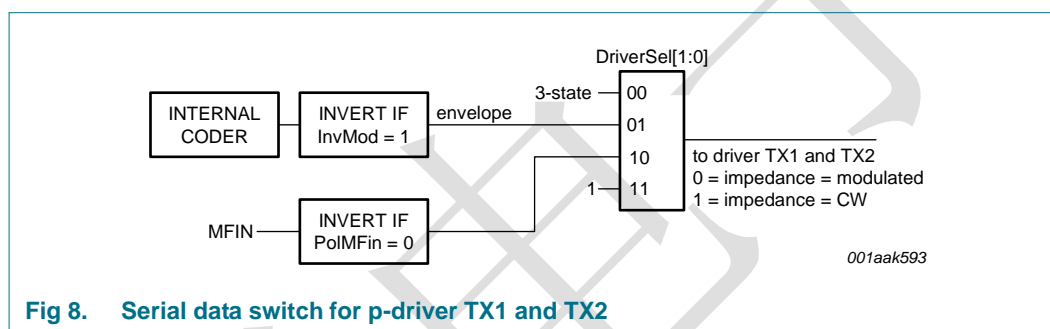 DriverSel[1:0]
3-state
00
INTERNAL
CODER
INVERT IF
InvMod = 1
envelope
01
10
1
11
to driver TX1 and TX2
0 = impedance = modulated
1 = impedance = CW
MFIN
INVERT IF
PolMFin = 0
001aak593
Fig 8. Serial data switch for p-driver TX1 and TX2